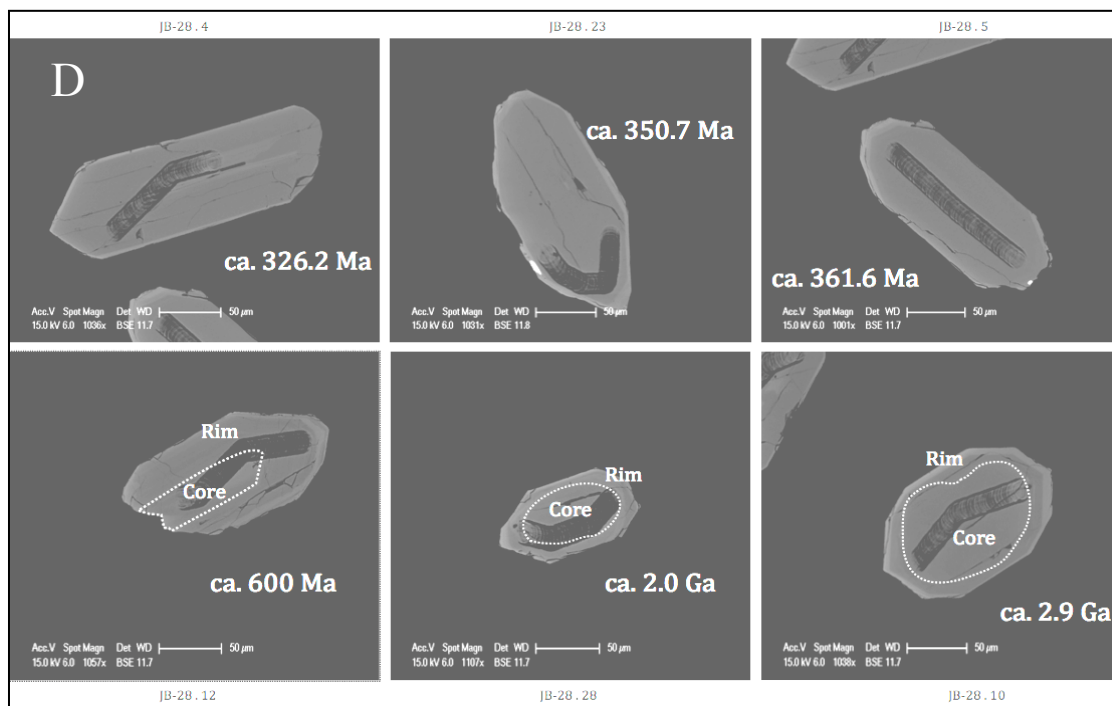 JB-28.4
JB-28.23
JB-28.5
D
ca. 326.2 Ma
Acc.V Spot Magn Det WD
50 µm
15.0 kV 6.0 1036x BSE 11.7
ca. 350.7 Ma
Acc.V Spot Magn Det WD
50 µm
15.0 kV 6.0 1031x BSE 11.8
ca. 361.6 Ma
Acc.V Spot Magn Det WD
50 µm
15.0 kV 6.0 1001x BSE 11.7
Rim
Core
ca. 600 Ma
Acc.V Spot Magn Det WD
50 µm
15.0 kV 6.0 1057x BSE 11.7
Rim
Core
ca. 2.0 Ga
Acc.V Spot Magn Det WD
50 µm
15.0 kV 6.0 1107x BSE 11.7
Rim
Core
ca. 2.9 Ga
Acc.V Spot Magn Det WD
50 µm
15.0 kV 6.0 1038x BSE 11.7
JB-28.12
JB-28.28
JB-28.10